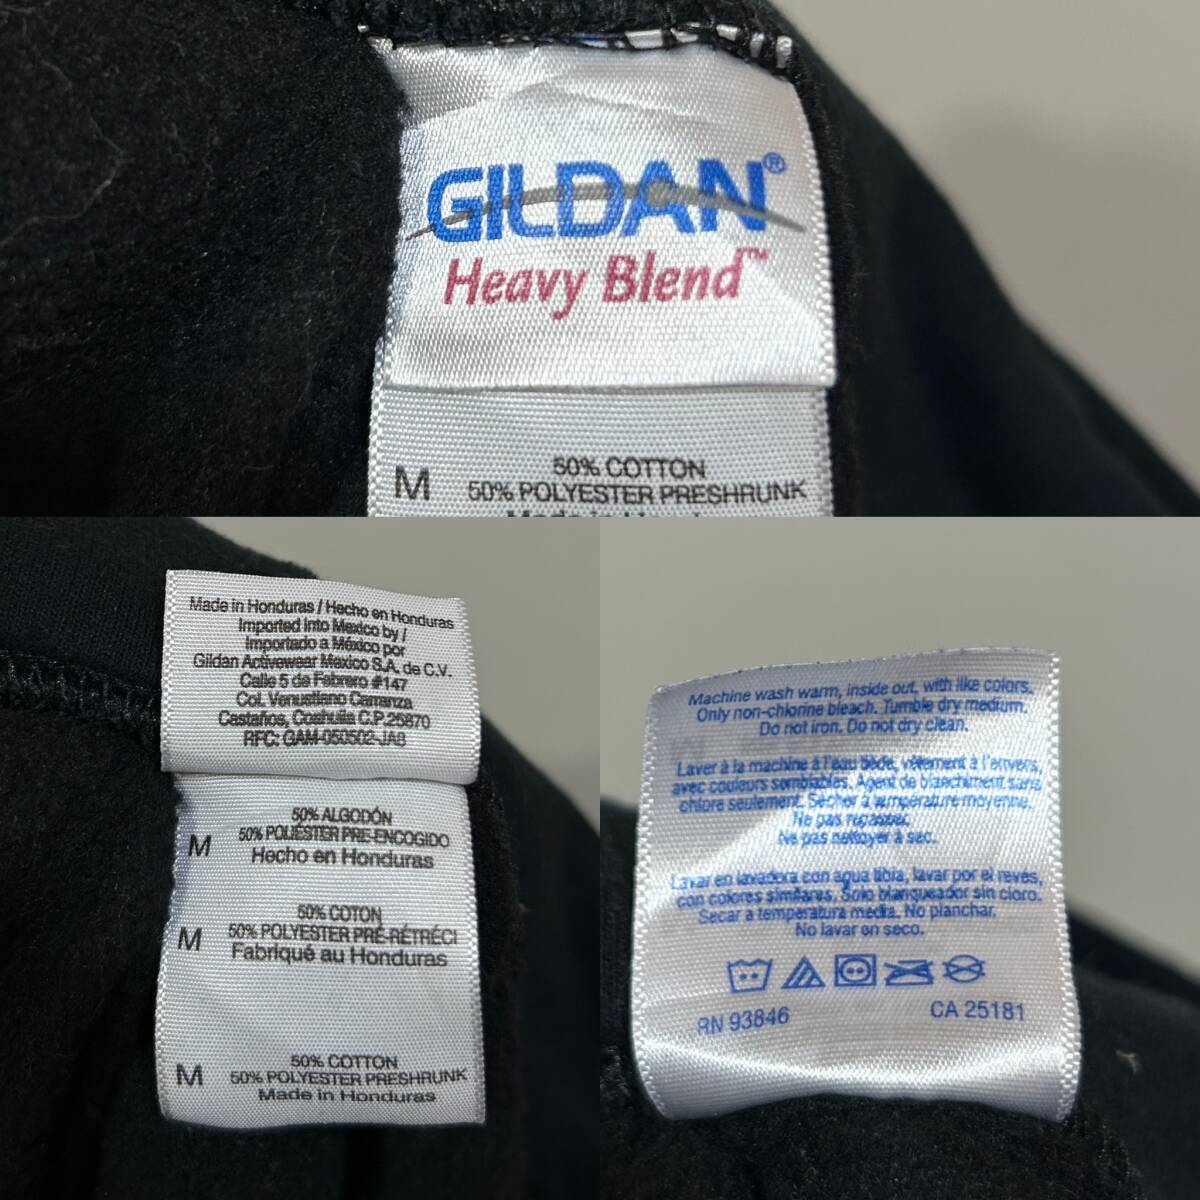 GILDAN®
Heavy Blend™
M
50% COTTON
50% POLYESTER PRESHRUNK
Made in Honduras / Hecho en Honduras
Imported into Mexico by /
Importado a México por
Gildan Activewear Mexico S.A. de C.V.
Calle 5 de Febrero #147
Col. Venustiano Carranza
Castaños, Coahuila C.P.25870
RFC: GAM-050502-JA8
M
50% ALGODÓN
50% POLIÉSTER PRE-ENCOGIDO
Hecho en Honduras
M
50% COTON
50% POLYESTER PRÉ-RÉTRÉCI
Fabriqué au Honduras
M
50% COTTON
50% POLYESTER PRESHRUNK
Made in Honduras
Machine wash warm, inside out, with like colors.
Only non-chlorine bleach. Tumble dry medium.
Do not iron. Do not dry clean.
Laver à la machine à l'eau tiède, vêtement à l'envers,
avec couleurs semblables. Agent de blanchiment sans
chlore seulement. Sécher à température moyenne.
Ne pas repasser.
Ne pas nettoyer à sec.
Lavar en lavadora con agua tibia, lavar por el revés,
con colores similares. Solo blanqueador sin cloro.
Secar a temperatura media. No planchar.
No lavar en seco.
RN 93846
CA 25181